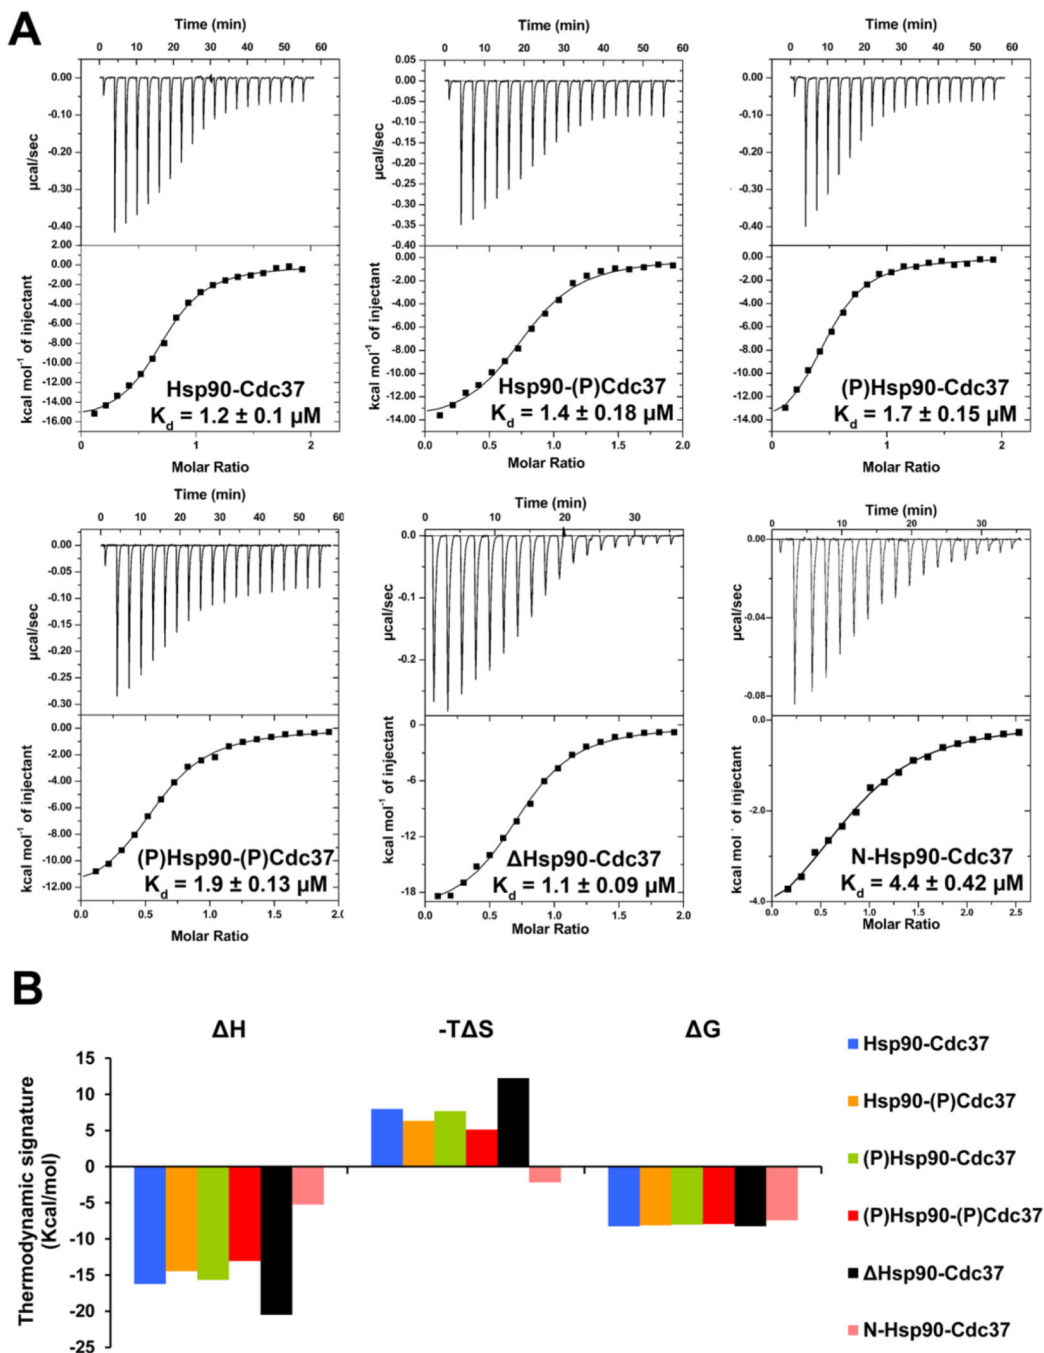 A
Time (min)
0 10 20 30 40 50 60
0.00
-0.10
-0.20
-0.30
-0.40
µcal/sec
2.00
0.00
-2.00
-4.00
-6.00
-8.00
-10.00
-12.00
-14.00
-16.00
kcal mol⁻¹ of injectant
Hsp90-Cdc37
Kd = 1.2 ± 0.1 µM
0 1 2
Molar Ratio
Time (min)
0 10 20 30 40 50 60
0.05
0.00
-0.05
-0.10
-0.15
-0.20
-0.25
-0.30
-0.35
-0.40
µcal/sec
0.00
-2.00
-4.00
-6.00
-8.00
-10.00
-12.00
-14.00
kcal mol⁻¹ of injectant
Hsp90-(P)Cdc37
Kd = 1.4 ± 0.18 µM
0.0 0.5 1.0 1.5 2.0
Molar Ratio
Time (min)
0 10 20 30 40 50 60
0.00
-0.10
-0.20
-0.30
-0.40
µcal/sec
0.00
-2.00
-4.00
-6.00
-8.00
-10.00
-12.00
-14.00
kcal mol⁻¹ of injectant
(P)Hsp90-Cdc37
Kd = 1.7 ± 0.15 µM
0 1 2
Molar Ratio
Time (min)
0 10 20 30 40 50 60
0.00
-0.05
-0.10
-0.15
-0.20
-0.25
-0.30
µcal/sec
0.00
-2.00
-4.00
-6.00
-8.00
-10.00
-12.00
kcal mol⁻¹ of injectant
(P)Hsp90-(P)Cdc37
Kd = 1.9 ± 0.13 µM
0.0 0.5 1.0 1.5
Molar Ratio
Time (min)
0 10 20 30
0.0
-0.1
-0.2
µcal/sec
0
-6
-12
-18
kcal mol⁻¹ of injectant
ΔHsp90-Cdc37
Kd = 1.1 ± 0.09 µM
0.0 0.5 1.0 1.5 2.0
Molar Ratio
Time (min)
0 10 20 30
0.00
-0.04
-0.08
µcal/sec
0.0
-2.0
-4.0
kcal mol of injectant
N-Hsp90-Cdc37
Kd = 4.4 ± 0.42 µM
0.0 0.5 1.0 1.5 2.0 2.5
Molar Ratio
B
ΔH -TΔS ΔG
Thermodynamic signature
(Kcal/mol)
15
10
5
0
-5
-10
-15
-20
-25
Hsp90-Cdc37
Hsp90-(P)Cdc37
(P)Hsp90-Cdc37
(P)Hsp90-(P)Cdc37
ΔHsp90-Cdc37
N-Hsp90-Cdc37